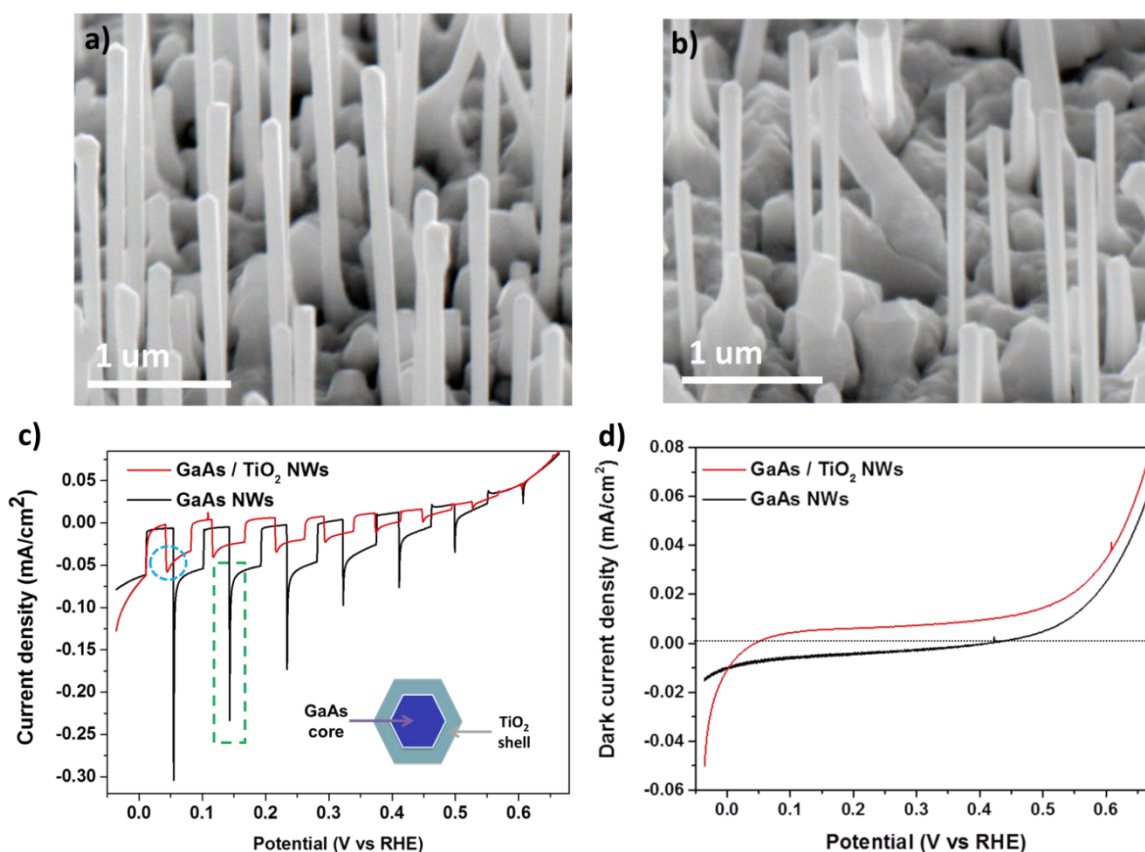 a)
1 um
b)
1 um
c)
GaAs / TiO2 NWs
GaAs NWs
Current density (mA/cm2)
0.05
0.00
-0.05
-0.10
-0.15
-0.20
-0.25
-0.30
GaAs
core
TiO2
shell
0.0 0.1 0.2 0.3 0.4 0.5 0.6
Potential (V vs RHE)
d)
GaAs / TiO2 NWs
GaAs NWs
Dark current density (mA/cm2)
0.08
0.06
0.04
0.02
0.00
-0.02
-0.04
-0.06
0.0 0.1 0.2 0.3 0.4 0.5 0.6
Potential (V vs RHE)